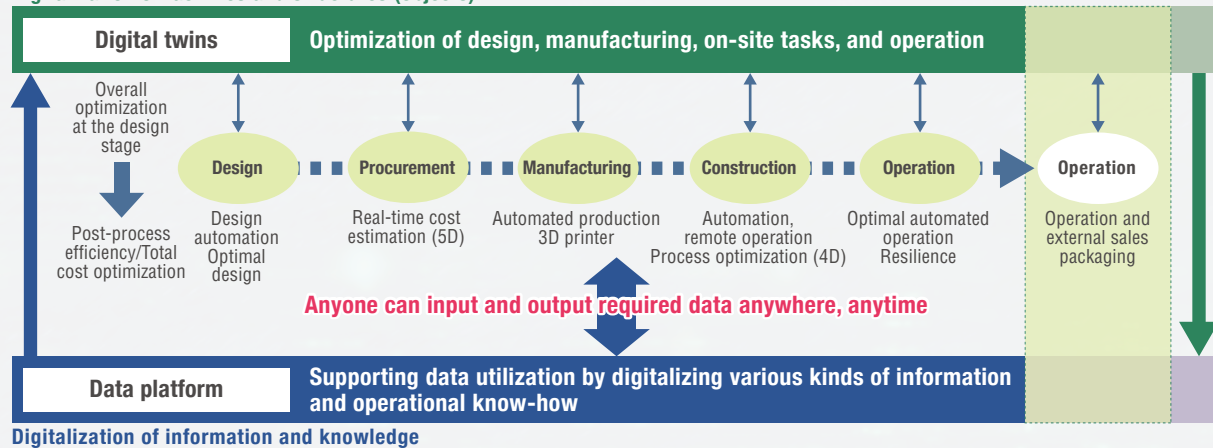 Digital twins
Optimization of design, manufacturing, on-site tasks, and operation
Overall
optimization
at the design
stage
Post-process
efficiency/Total
cost optimization
Design
Design
automation
Optimal
design
Procurement
Real-time cost
estimation (5D)
Manufacturing
Automated production
3D printer
Construction
Automation,
remote operation
Process optimization (4D)
Operation
Optimal automated
operation
Resilience
Operation
Operation and
external sales
packaging
Anyone can input and output required data anywhere, anytime
Data platform
Supporting data utilization by digitalizing various kinds of information
and operational know-how
Digitalization of information and knowledge